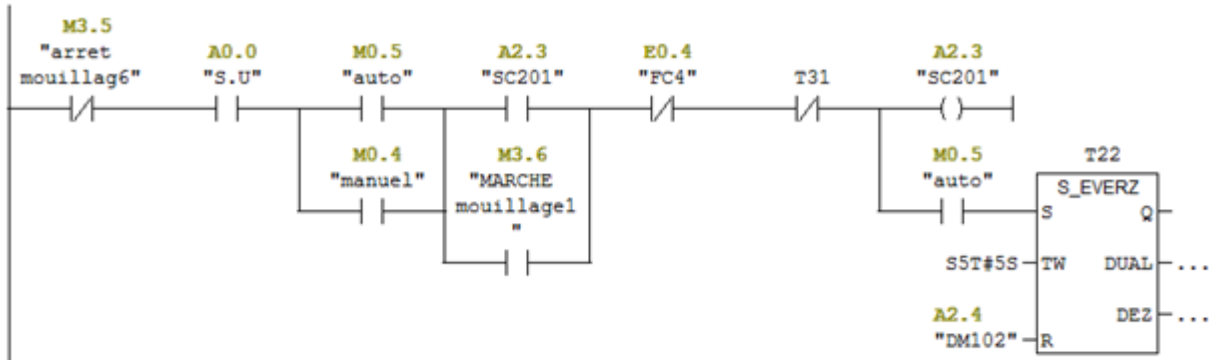 M3.5
"arret
mouillag6"
A0.0
"S.U"
M0.5
"auto"
A2.3
"SC201"
E0.4
"FC4"
T31
A2.3
"SC201"
M0.4
"manuel"
M3.6
"MARCHE
mouillage1
"
M0.5
"auto"
T22
S_EVERZ
S Q
S5T#5S TW DUAL ...
A2.4
"DM102" R DEZ ...